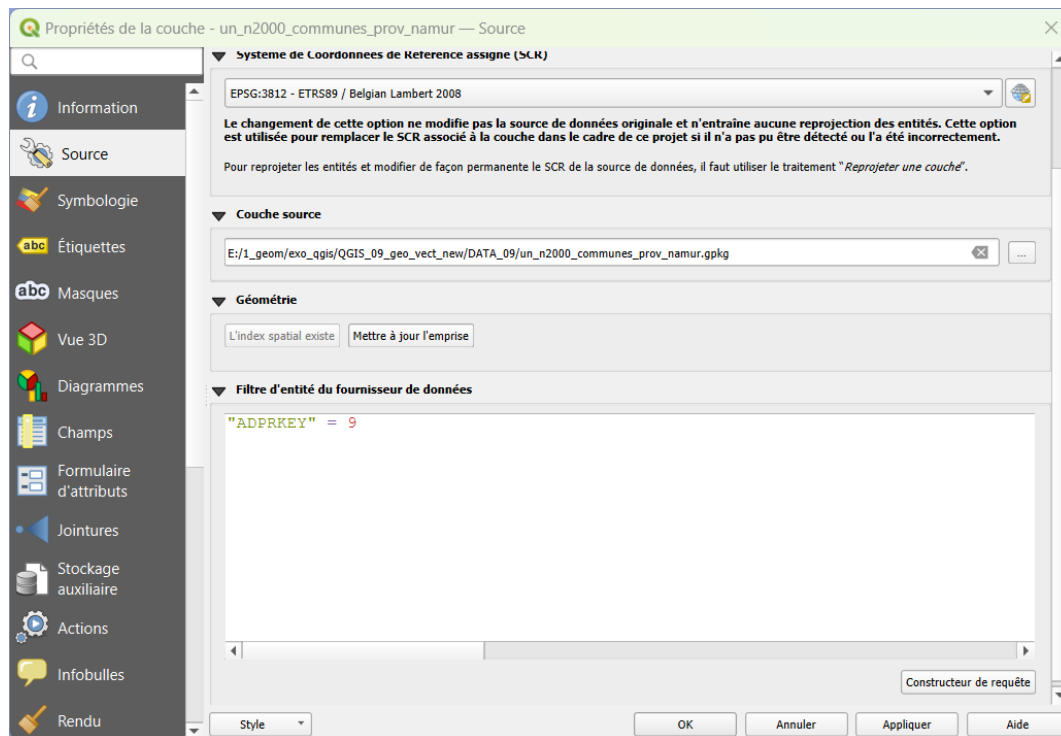 Propriétés de la couche - un_n2000_communes_prov_namur — Source
Information
Source
Symbologie
abc Étiquettes
abc Masques
Vue 3D
Diagrammes
Champs
Formulaire
d'attributs
Jointures
Stockage
auxiliaire
Actions
Infobulles
Rendu
Système de Coordonnées de Référence assigné (SCR)
EPSG:3812 - ETRS89 / Belgian Lambert 2008
Le changement de cette option ne modifie pas la source de données originale et n'entraîne aucune reprojection des entités. Cette option
est utilisée pour remplacer le SCR associé à la couche dans le cadre de ce projet si il n'a pas pu être détecté ou l'a été incorrectement.
Pour reprojeter les entités et modifier de façon permanente le SCR de la source de données, il faut utiliser le traitement "Reprojeter une couche".
Couche source
E:/1_geom/exo_qgis/QGIS_09_geo_vect_new/DATA_09/un_n2000_communes_prov_namur.gpkg
...
Géométrie
L'index spatial existe Mettre à jour l'emprise
Filtre d'entité du fournisseur de données
"ADPRKEY" = 9
Constructeur de requête
Style OK Annuler Appliquer Aide